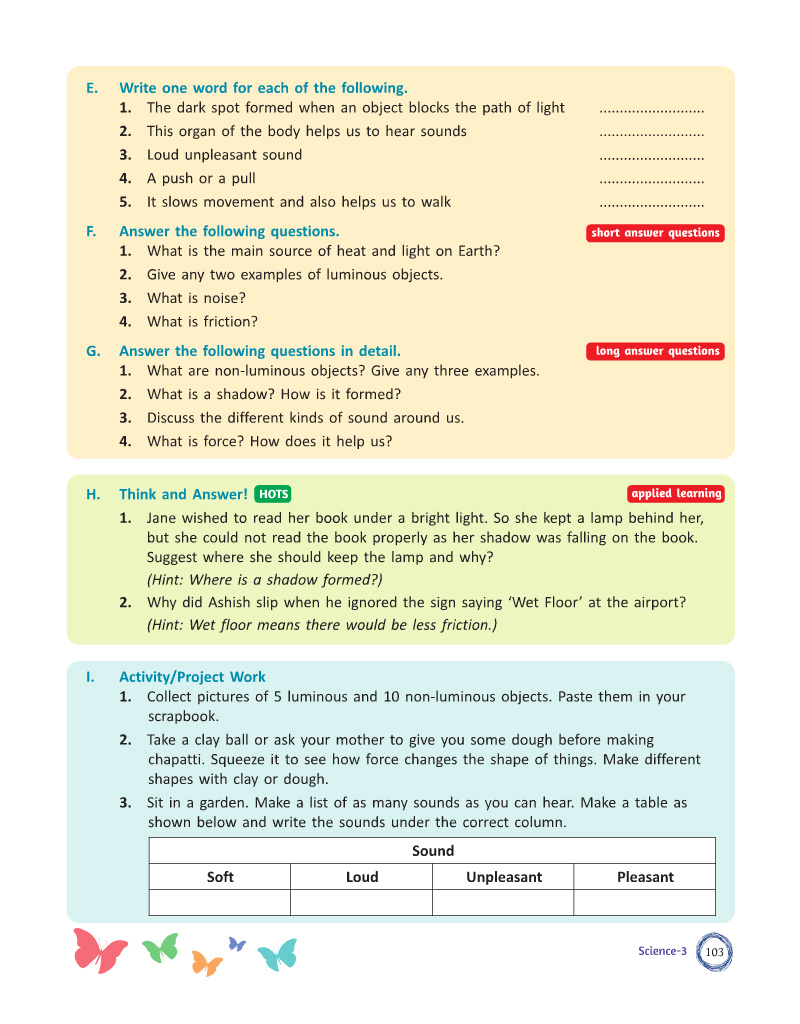 E. Write one word for each of the following.
1. The dark spot formed when an object blocks the path of light .........................
2. This organ of the body helps us to hear sounds .........................
3. Loud unpleasant sound .........................
4. A push or a pull .........................
5. It slows movement and also helps us to walk .........................
F. Answer the following questions. short answer questions
1. What is the main source of heat and light on Earth?
2. Give any two examples of luminous objects.
3. What is noise?
4. What is friction?
G. Answer the following questions in detail. long answer questions
1. What are non-luminous objects? Give any three examples.
2. What is a shadow? How is it formed?
3. Discuss the different kinds of sound around us.
4. What is force? How does it help us?
H. Think and Answer! HOTS applied learning
1. Jane wished to read her book under a bright light. So she kept a lamp behind her,
but she could not read the book properly as her shadow was falling on the book.
Suggest where she should keep the lamp and why?
(Hint: Where is a shadow formed?)
2. Why did Ashish slip when he ignored the sign saying ‘Wet Floor’ at the airport?
(Hint: Wet floor means there would be less friction.)
I. Activity/Project Work
1. Collect pictures of 5 luminous and 10 non-luminous objects. Paste them in your
scrapbook.
2. Take a clay ball or ask your mother to give you some dough before making
chapatti. Squeeze it to see how force changes the shape of things. Make different
shapes with clay or dough.
3. Sit in a garden. Make a list of as many sounds as you can hear. Make a table as
shown below and write the sounds under the correct column.
Sound
Soft Loud Unpleasant Pleasant
Science-3 103